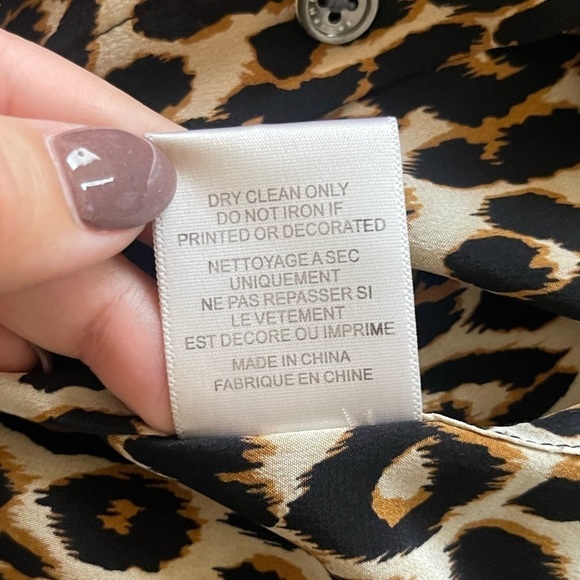 DRY CLEAN ONLY
DO NOT IRON IF
PRINTED OR DECORATED
NETTOYAGE A SEC
UNIQUEMENT
NE PAS REPASSER SI
LE VETEMENT
EST DECORE OU IMPRIME
MADE IN CHINA
FABRIQUE EN CHINE